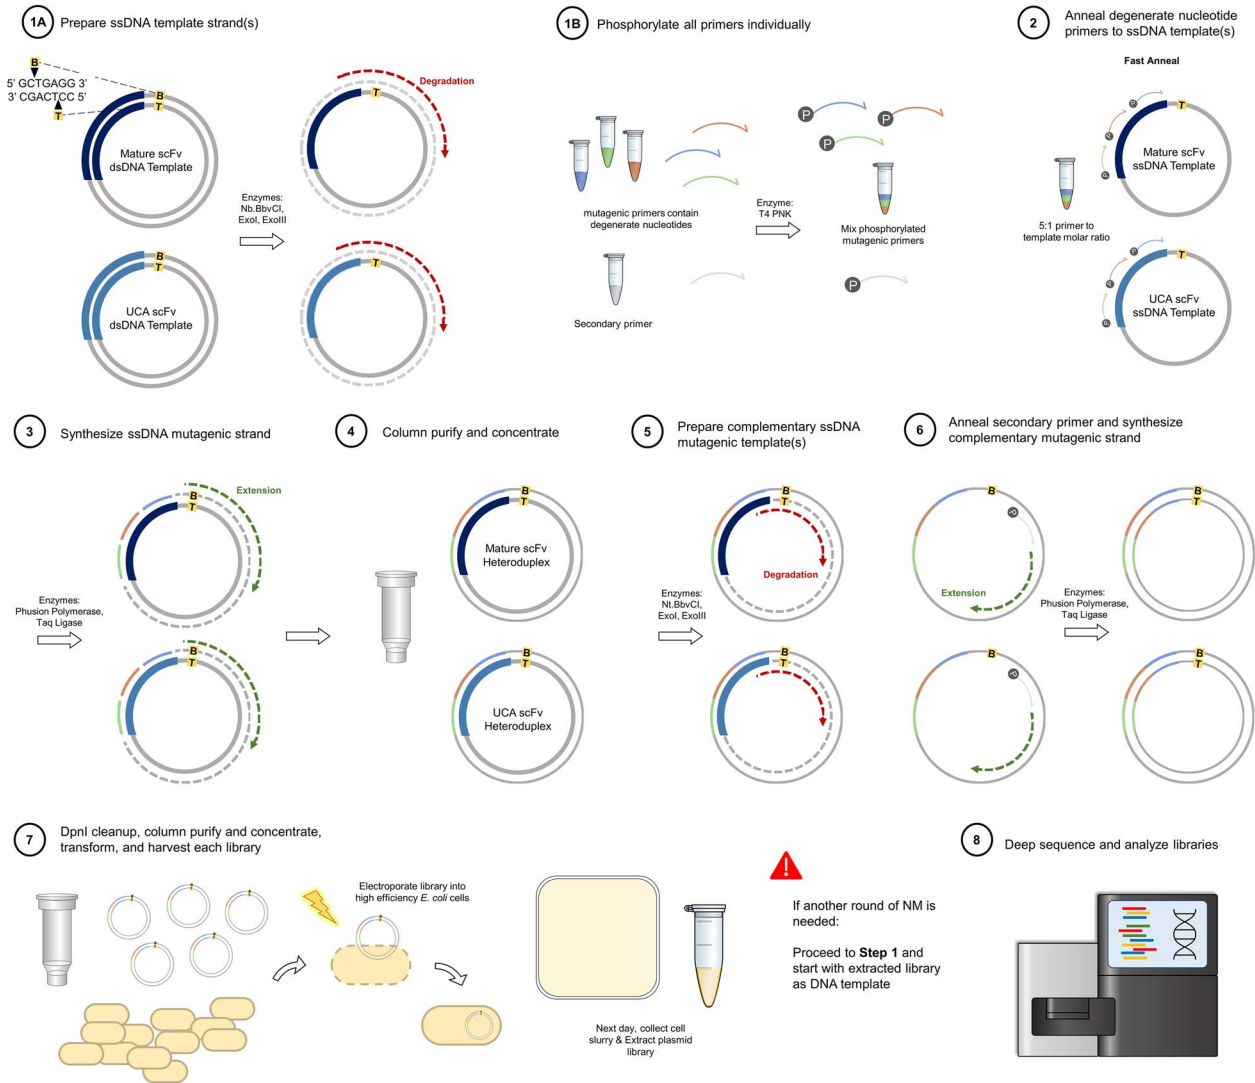 1A
Prepare ssDNA template strand(s)
B
5' GCTGAGG 3'
3' CGACTCC 5'
T
B
T
Mature scFv
dsDNA Template
Enzymes:
Nb.BbvCI,
ExoI, ExoIII
T
Degradation
B
T
UCA scFv
dsDNA Template
T
1B
Phosphorylate all primers individually
mutagenic primers contain
degenerate nucleotides
Enzyme:
T4 PNK
P
P
P
Mix phosphorylated
mutagenic primers
Secondary primer
P
2
Anneal degenerate nucleotide
primers to ssDNA template(s)
Fast Anneal
5:1 primer to
template molar ratio
P
P
P
T
Mature scFv
ssDNA Template
P
P
P
T
UCA scFv
ssDNA Template
3
Synthesize ssDNA mutagenic strand
Enzymes:
Phusion Polymerase,
Taq Ligase
B
T
Extension
B
T
4
Column purify and concentrate
B
T
Mature scFv
Heteroduplex
B
T
UCA scFv
Heteroduplex
5
Prepare complementary ssDNA
mutagenic template(s)
Enzymes:
Nt.BbvCI,
ExoI, ExoIII
B
T
Degradation
B
T
6
Anneal secondary primer and synthesize
complementary mutagenic strand
B
P
Extension
B
P
Enzymes:
Phusion Polymerase,
Taq Ligase
B
T
B
T
7
DpnI cleanup, column purify and concentrate,
transform, and harvest each library
Electroporate library into
high efficiency E. coli cells
Next day, collect cell
slurry & Extract plasmid
library
!
If another round of NM is
needed:
Proceed to Step 1 and
start with extracted library
as DNA template
8
Deep sequence and analyze libraries